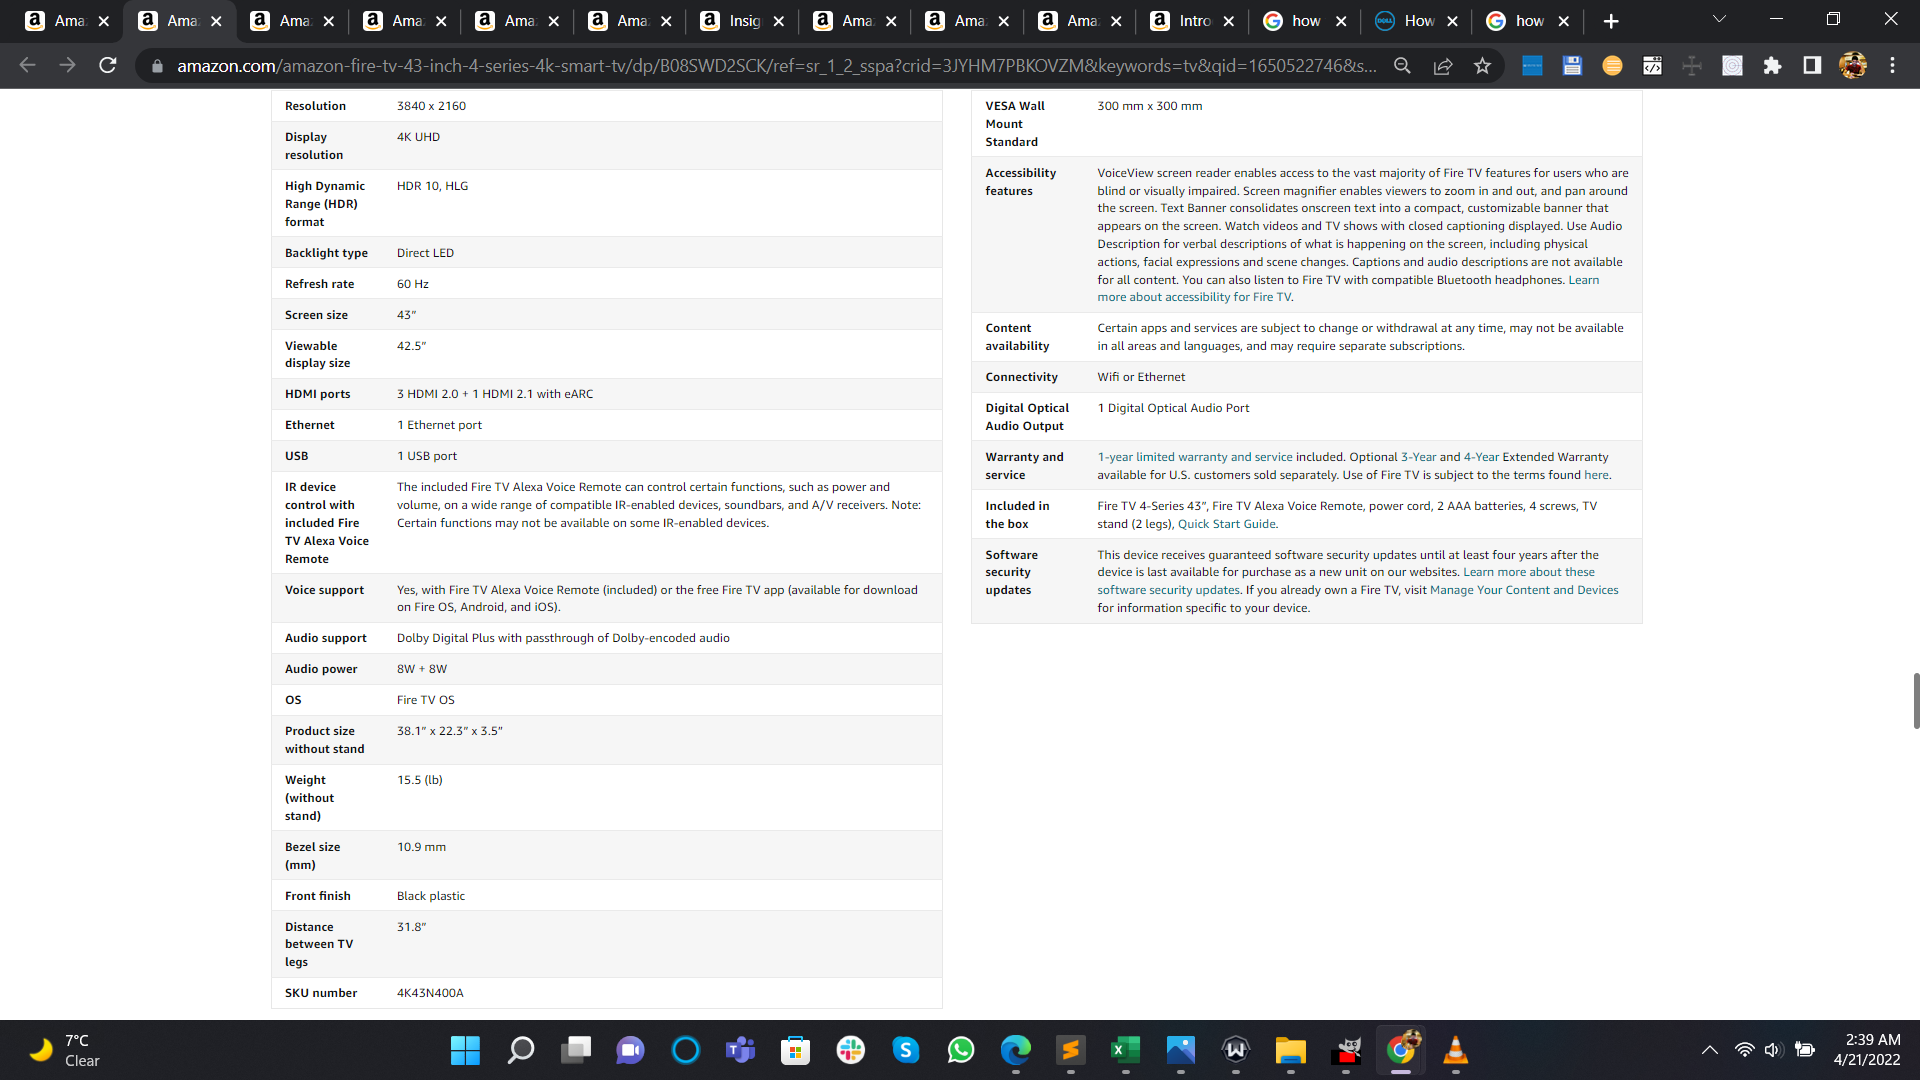 Ama
Ama
Ama
Ama
Ama
Ama
Insig
Ama
Ama
Ama
Intro
how
How
how
amazon.com/amazon-fire-tv-43-inch-4-series-4k-smart-tv/dp/B08SWD2SCK/ref=sr_1_2_sspa?crid=3JYHM7PBKOVZM&keywords=tv&qid=1650522746&s...
Resolution 3840 x 2160
Display 4K UHD
resolution
High Dynamic HDR 10, HLG
Range (HDR)
format
Backlight type Direct LED
Refresh rate 60 Hz
Screen size 43″
Viewable 42.5″
display size
HDMI ports 3 HDMI 2.0 + 1 HDMI 2.1 with eARC
Ethernet 1 Ethernet port
USB 1 USB port
IR device The included Fire TV Alexa Voice Remote can control certain functions, such as power and
control with volume, on a wide range of compatible IR-enabled devices, soundbars, and A/V receivers. Note:
included Fire Certain functions may not be available on some IR-enabled devices.
TV Alexa Voice
Remote
Voice support Yes, with Fire TV Alexa Voice Remote (included) or the free Fire TV app (available for download
on Fire OS, Android, and iOS).
Audio support Dolby Digital Plus with passthrough of Dolby-encoded audio
Audio power 8W + 8W
OS Fire TV OS
Product size 38.1″ x 22.3″ x 3.5″
without stand
Weight 15.5 (lb)
(without
stand)
Bezel size 10.9 mm
(mm)
Front finish Black plastic
Distance 31.8″
between TV
legs
SKU number 4K43N400A
VESA Wall 300 mm x 300 mm
Mount
Standard
Accessibility VoiceView screen reader enables access to the vast majority of Fire TV features for users who are
features blind or visually impaired. Screen magnifier enables viewers to zoom in and out, and pan around
the screen. Text Banner consolidates onscreen text into a compact, customizable banner that
appears on the screen. Watch videos and TV shows with closed captioning displayed. Use Audio
Description for verbal descriptions of what is happening on the screen, including physical
actions, facial expressions and scene changes. Captions and audio descriptions are not available
for all content. You can also listen to Fire TV with compatible Bluetooth headphones. Learn
more about accessibility for Fire TV.
Content Certain apps and services are subject to change or withdrawal at any time, may not be available
availability in all areas and languages, and may require separate subscriptions.
Connectivity Wifi or Ethernet
Digital Optical 1 Digital Optical Audio Port
Audio Output
Warranty and 1-year limited warranty and service included. Optional 3-Year and 4-Year Extended Warranty
service available for U.S. customers sold separately. Use of Fire TV is subject to the terms found here.
Included in Fire TV 4-Series 43″, Fire TV Alexa Voice Remote, power cord, 2 AAA batteries, 4 screws, TV
the box stand (2 legs), Quick Start Guide.
Software This device receives guaranteed software security updates until at least four years after the
security device is last available for purchase as a new unit on our websites. Learn more about these
updates software security updates. If you already own a Fire TV, visit Manage Your Content and Devices
for information specific to your device.
7°C
Clear
2:39 AM
4/21/2022